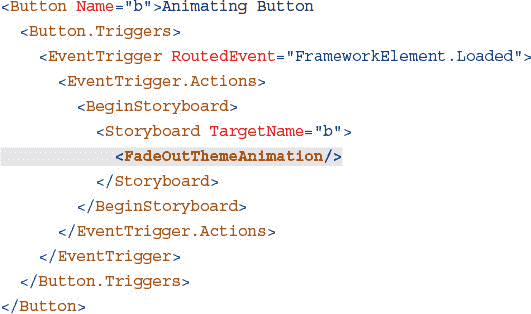 <Button Name="b">Animating Button
<Button.Triggers>
<EventTrigger RoutedEvent="FrameworkElement.Loaded">
<EventTrigger.Actions>
<BeginStoryboard>
<Storyboard TargetName="b">
<FadeOutThemeAnimation/>
</Storyboard>
</BeginStoryboard>
</EventTrigger.Actions>
</EventTrigger>
</Button.Triggers>
</Button>